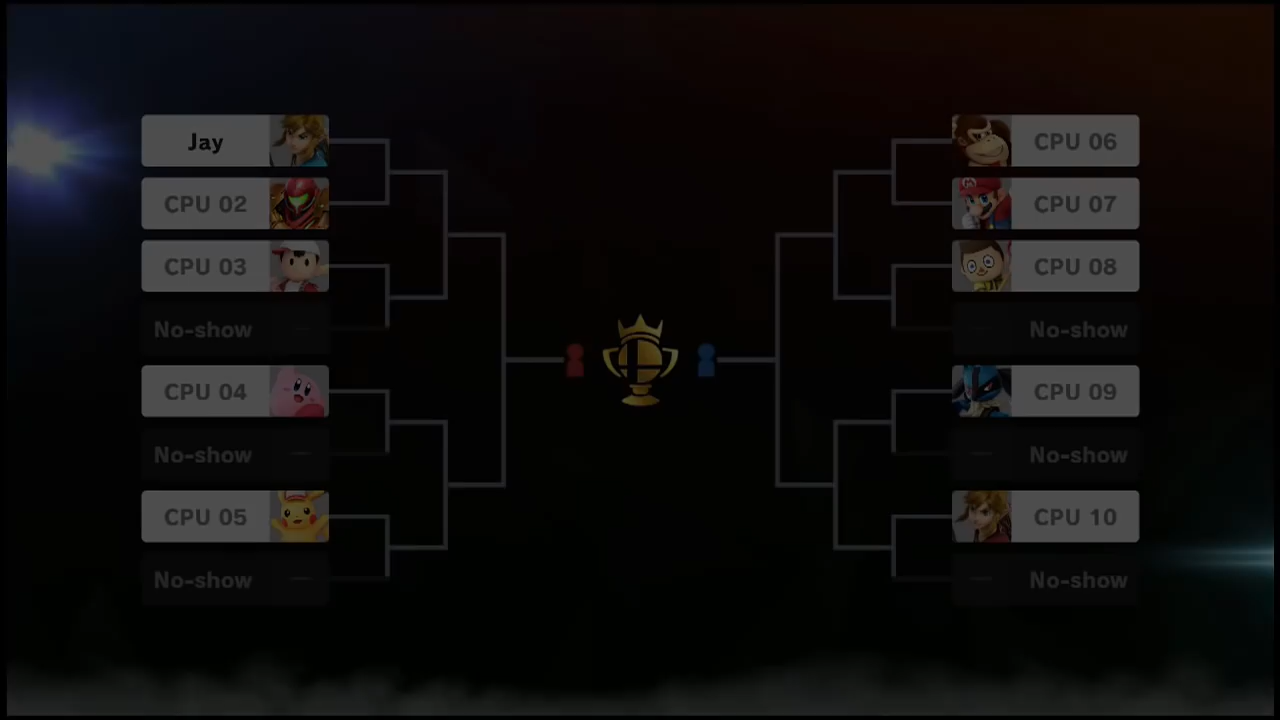 Jay
CPU 02
CPU 03
No-show
CPU 04
No-show
CPU 05
No-show
CPU 06
CPU 07
CPU 08
No-show
CPU 09
No-show
CPU 10
No-show